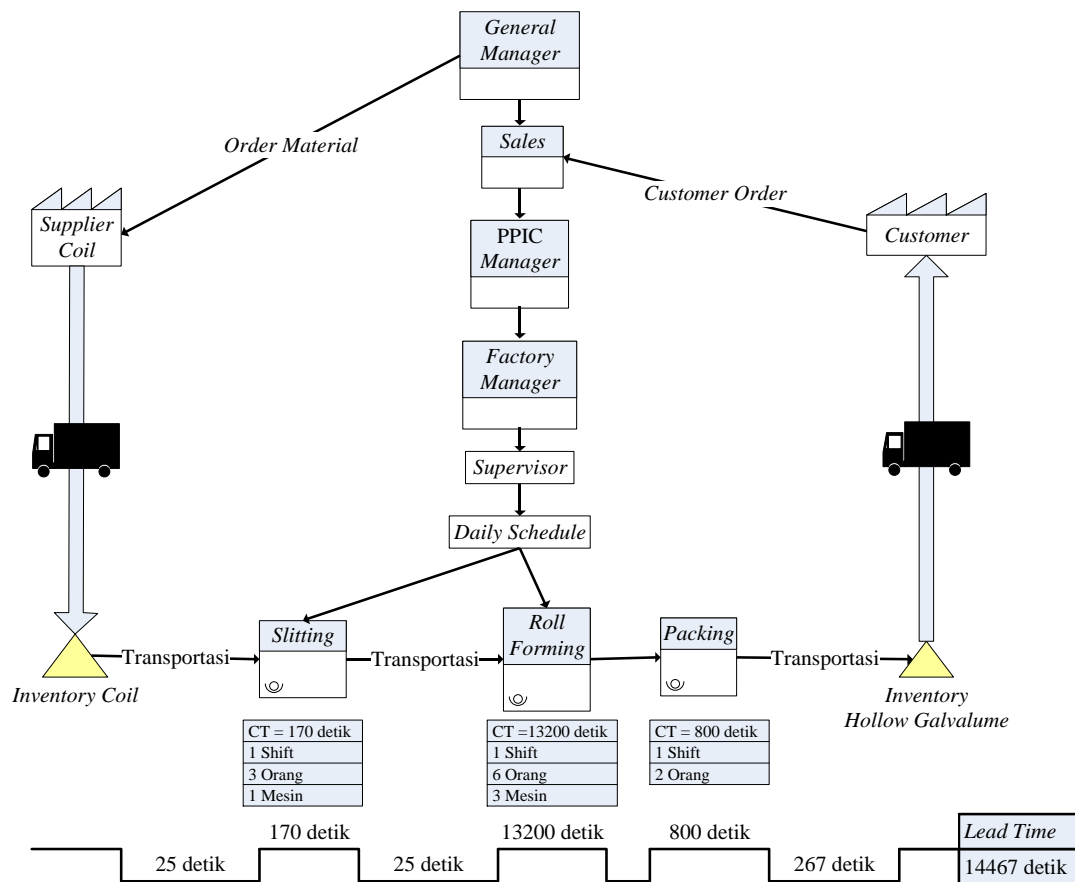 General
Manager
Order Material
Sales
Customer Order
Supplier
Coil
PPIC
Manager
Customer
Factory
Manager
Supervisor
Daily Schedule
Slitting
Roll
Forming
Packing
Transportasi
Transportasi
Transportasi
Inventory Coil
Inventory
Hollow Galvalume
CT = 170 detik
1 Shift
3 Orang
1 Mesin
CT =13200 detik
1 Shift
6 Orang
3 Mesin
CT = 800 detik
1 Shift
2 Orang
170 detik
13200 detik
800 detik
Lead Time
25 detik
25 detik
267 detik
14467 detik